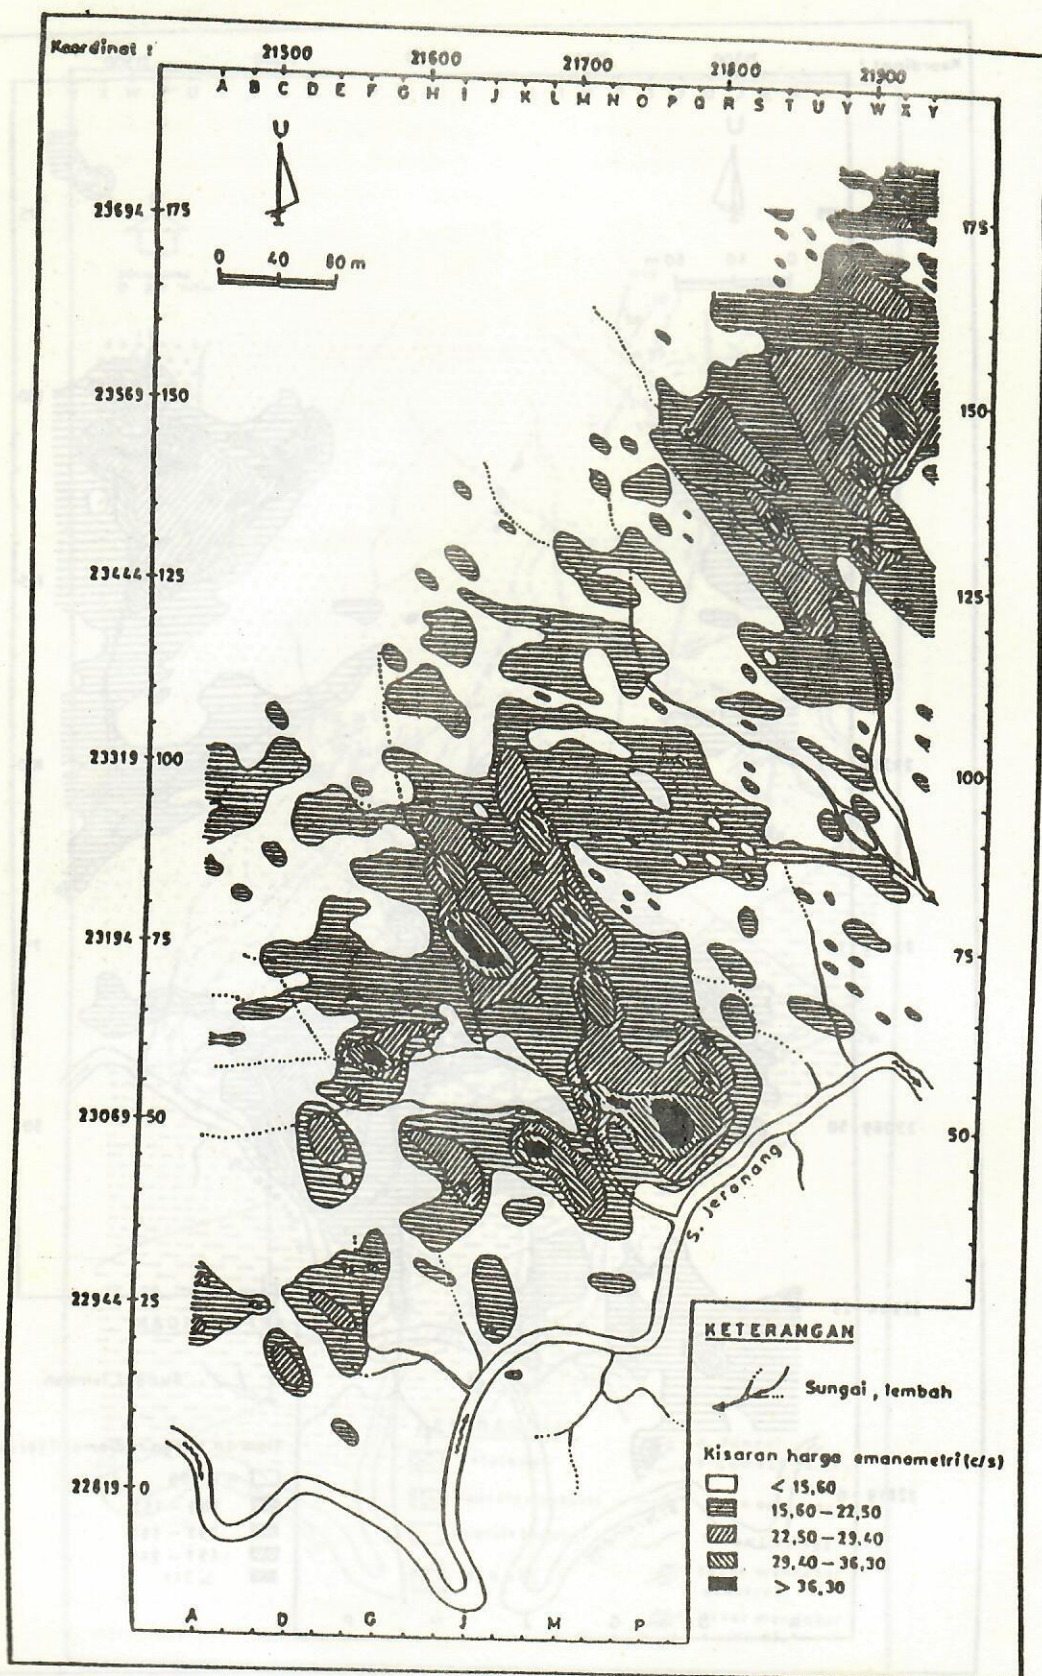 Koordinat :
21500 21600 21700 21800 21900
A B C D E F G H I J K L M N O P Q R S T U Y W X Y
U
23694 175 175
0 40 80 m
23569 150 150
23444 125 125
23319 100 100
23194 75 75
23069 50 50
S. Jeronang
22944 25
KETERANGAN
Sungai, lembah
Kisaran harga emanometri (c/s)
22819 0
< 15,60
15,60 – 22,50
22,50 – 29,40
29,40 – 36,30
> 36,30
A D G J M P